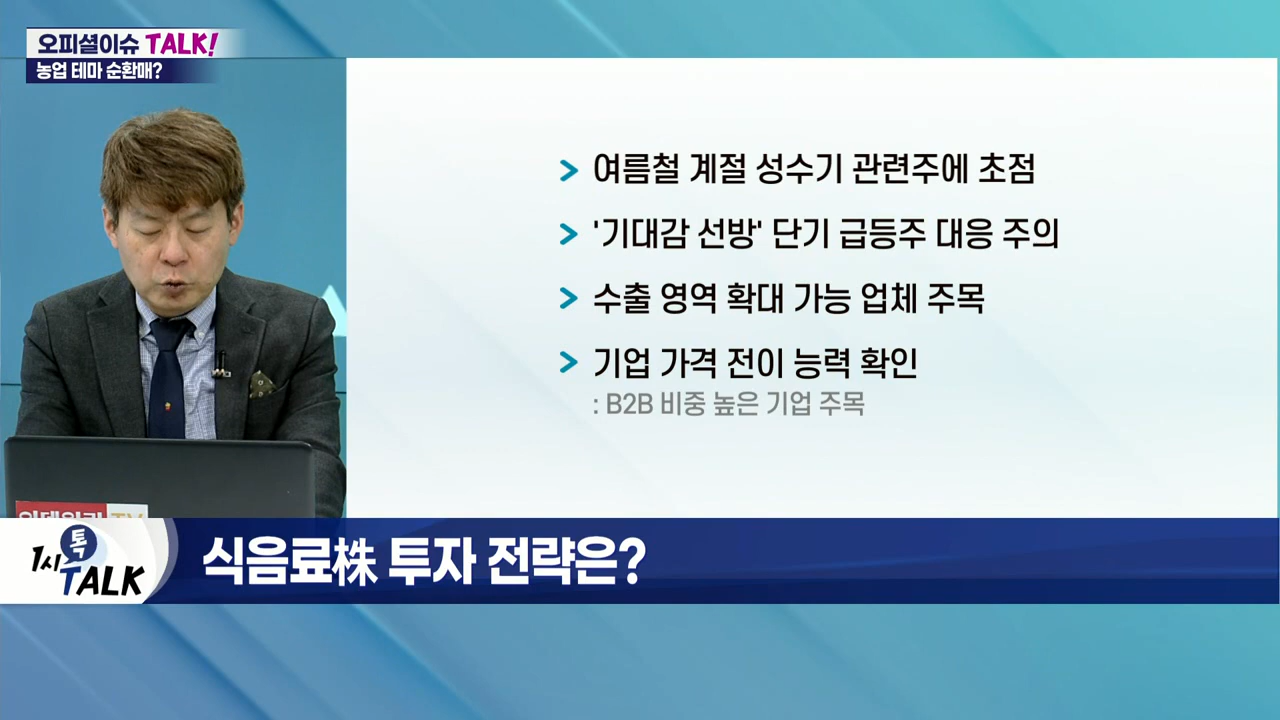 오피셜이슈 TALK!
농업 테마 순환매?
> 여름철 계절 성수기 관련주에 초점
> '기대감 선방' 단기 급등주 대응 주의
> 수출 영역 확대 가능 업체 주목
> 기업 가격 전이 능력 확인
: B2B 비중 높은 기업 주목
1시 톡 TALK
식음료株 투자 전략은?